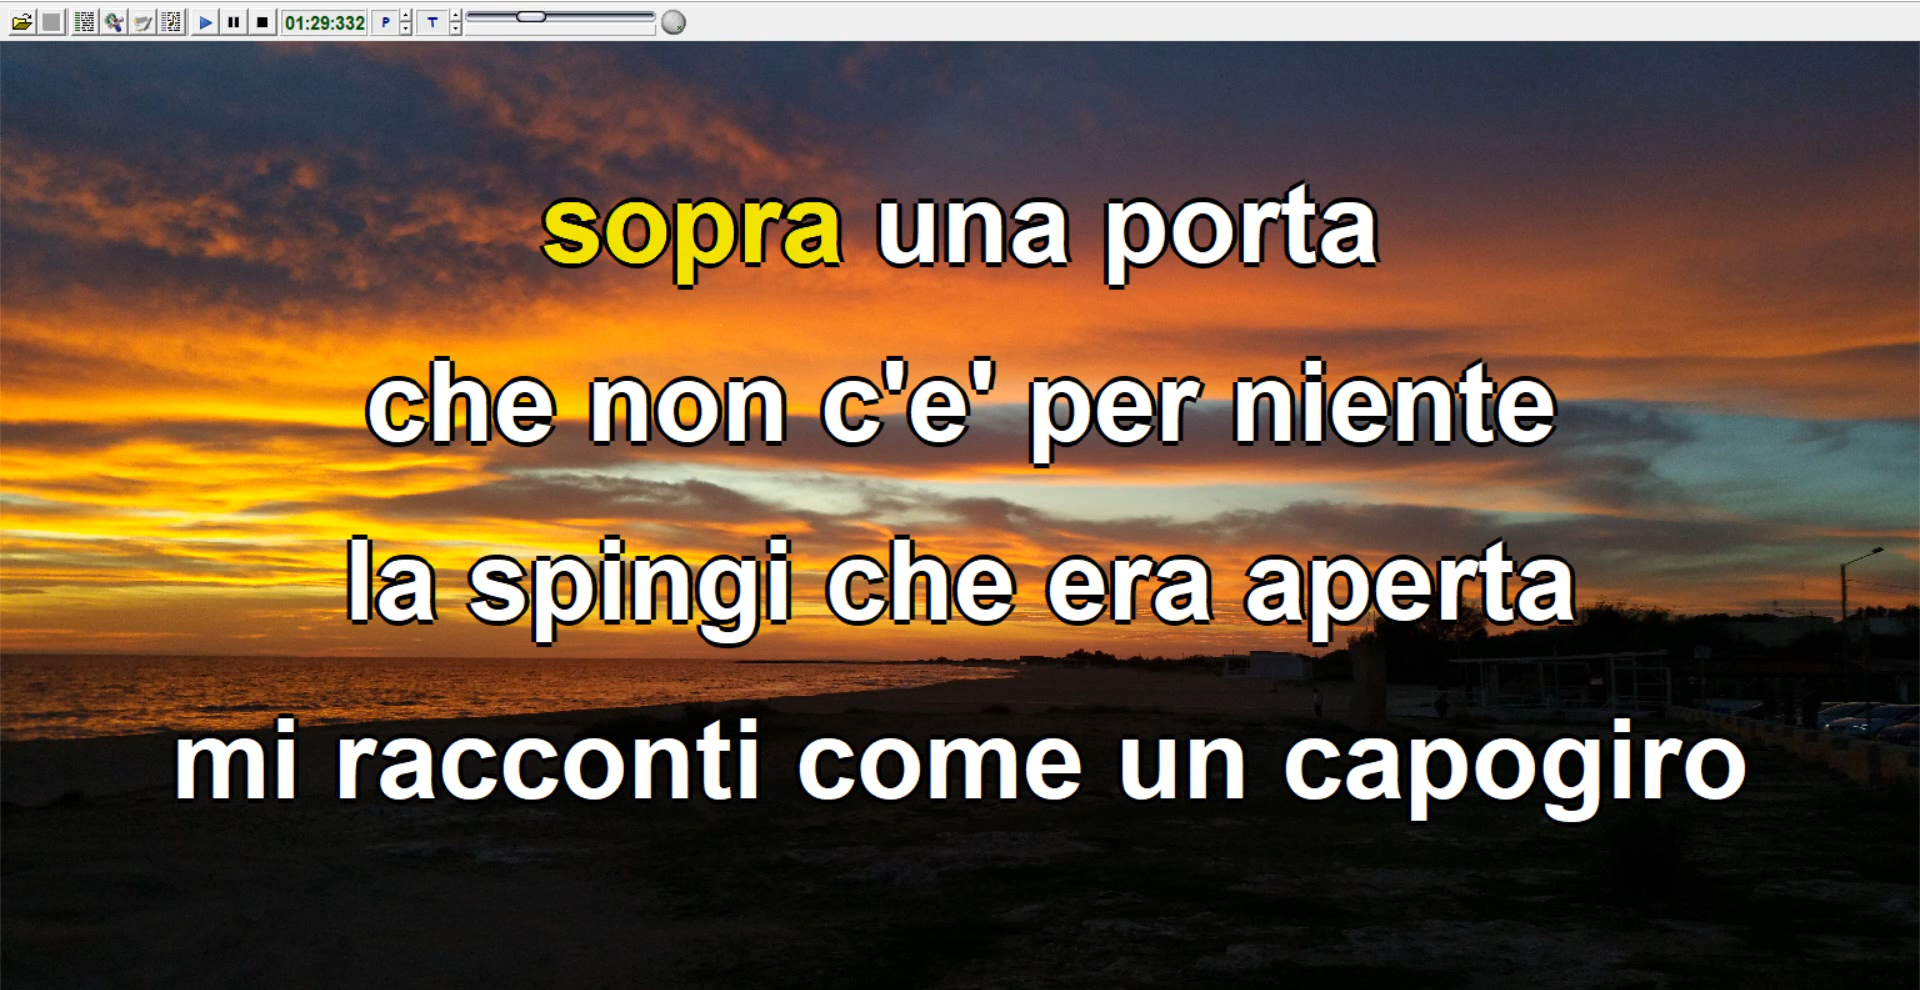 01:29:332 P T
sopra una porta
che non c'e' per niente
la spingi che era aperta
mi racconti come un capogiro